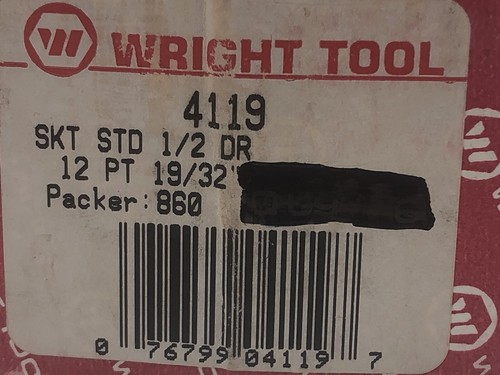 WRIGHT TOOL
4119
SKT STD 1/2 DR
12 PT 19/32"
Packer:860
0 76799 04119 7